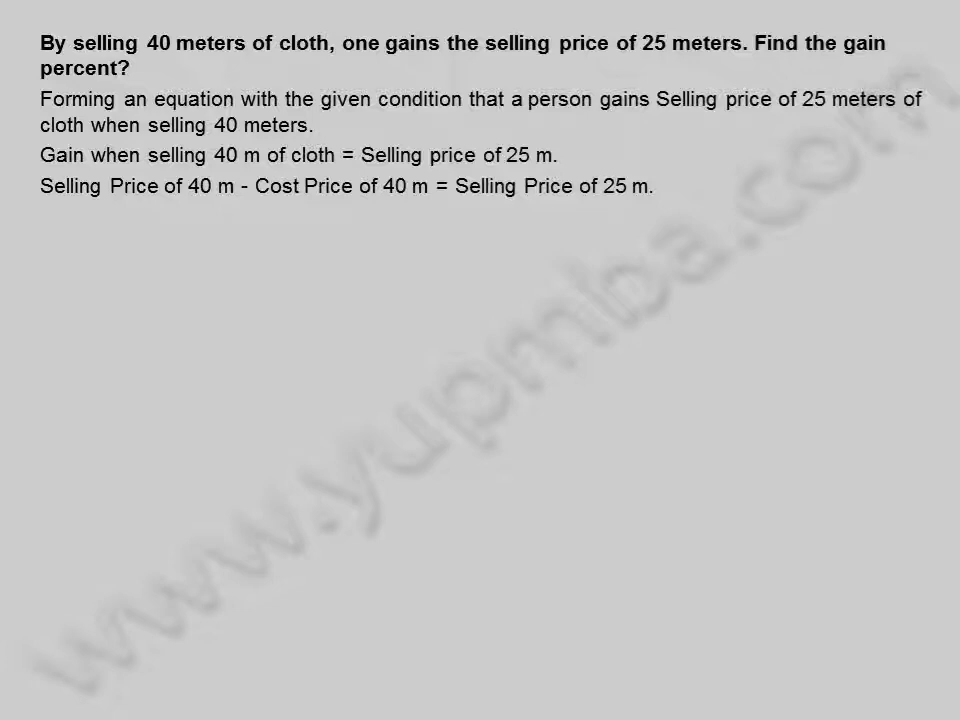 By selling 40 meters of cloth, one gains the selling price of 25 meters. Find the gain
percent?
Forming an equation with the given condition that a person gains Selling price of 25 meters of
cloth when selling 40 meters.
Gain when selling 40 m of cloth = Selling price of 25 m.
Selling Price of 40 m - Cost Price of 40 m = Selling Price of 25 m.
www.yupmba.com